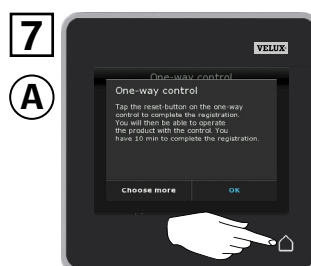 7
A
VELUX
One-way control
One-way control
Tap the reset-button on the one-way
control to complete the registration.
You will then be able to operate
the product with the control. You
have 10 min to complete the registration.
Choose more
OK